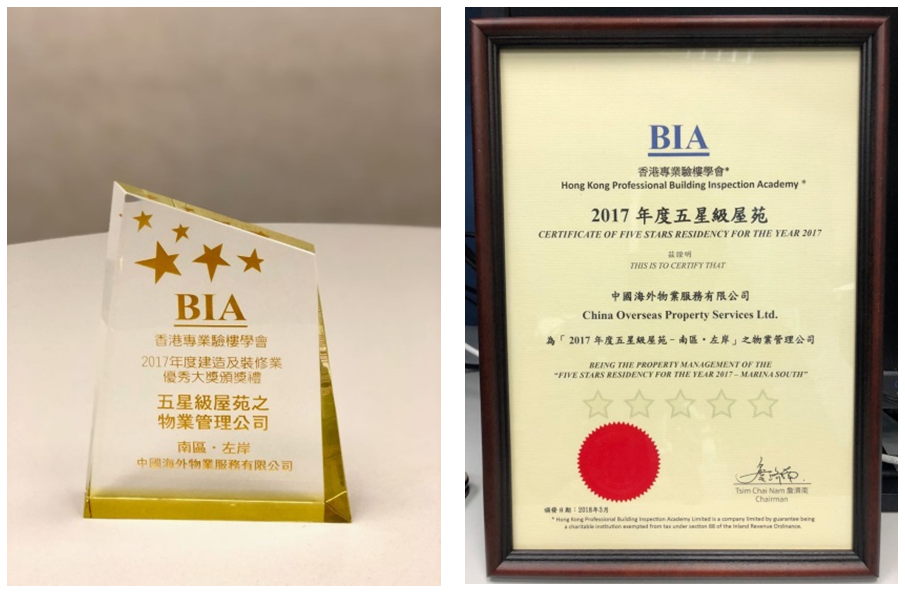 BIA
香港專業驗樓學會
2017年度建造及裝修業
優秀大獎頒獎禮
五星級屋苑之
物業管理公司
南區·左岸
中國海外物業服務有限公司
BIA
香港專業驗樓學會*
Hong Kong Professional Building Inspection Academy *
2017 年度五星級屋苑
CERTIFICATE OF FIVE STARS RESIDENCY FOR THE YEAR 2017
茲證明
THIS IS TO CERTIFY THAT
中國海外物業服務有限公司
China Overseas Property Services Ltd.
為「 2017 年度五星級屋苑 – 南區·左岸 」之物業管理公司
BEING THE PROPERTY MANAGEMENT OF THE
“FIVE STARS RESIDENCY FOR THE YEAR 2017 – MARINA SOUTH”
Tsim Chai Nam 詹濟南
Chairman
頒發日期：2018年3月
* Hong Kong Professional Building Inspection Academy Limited is a company limited by guarantee being
a charitable institution exempted from tax under section 88 of the Inland Revenue Ordinance.